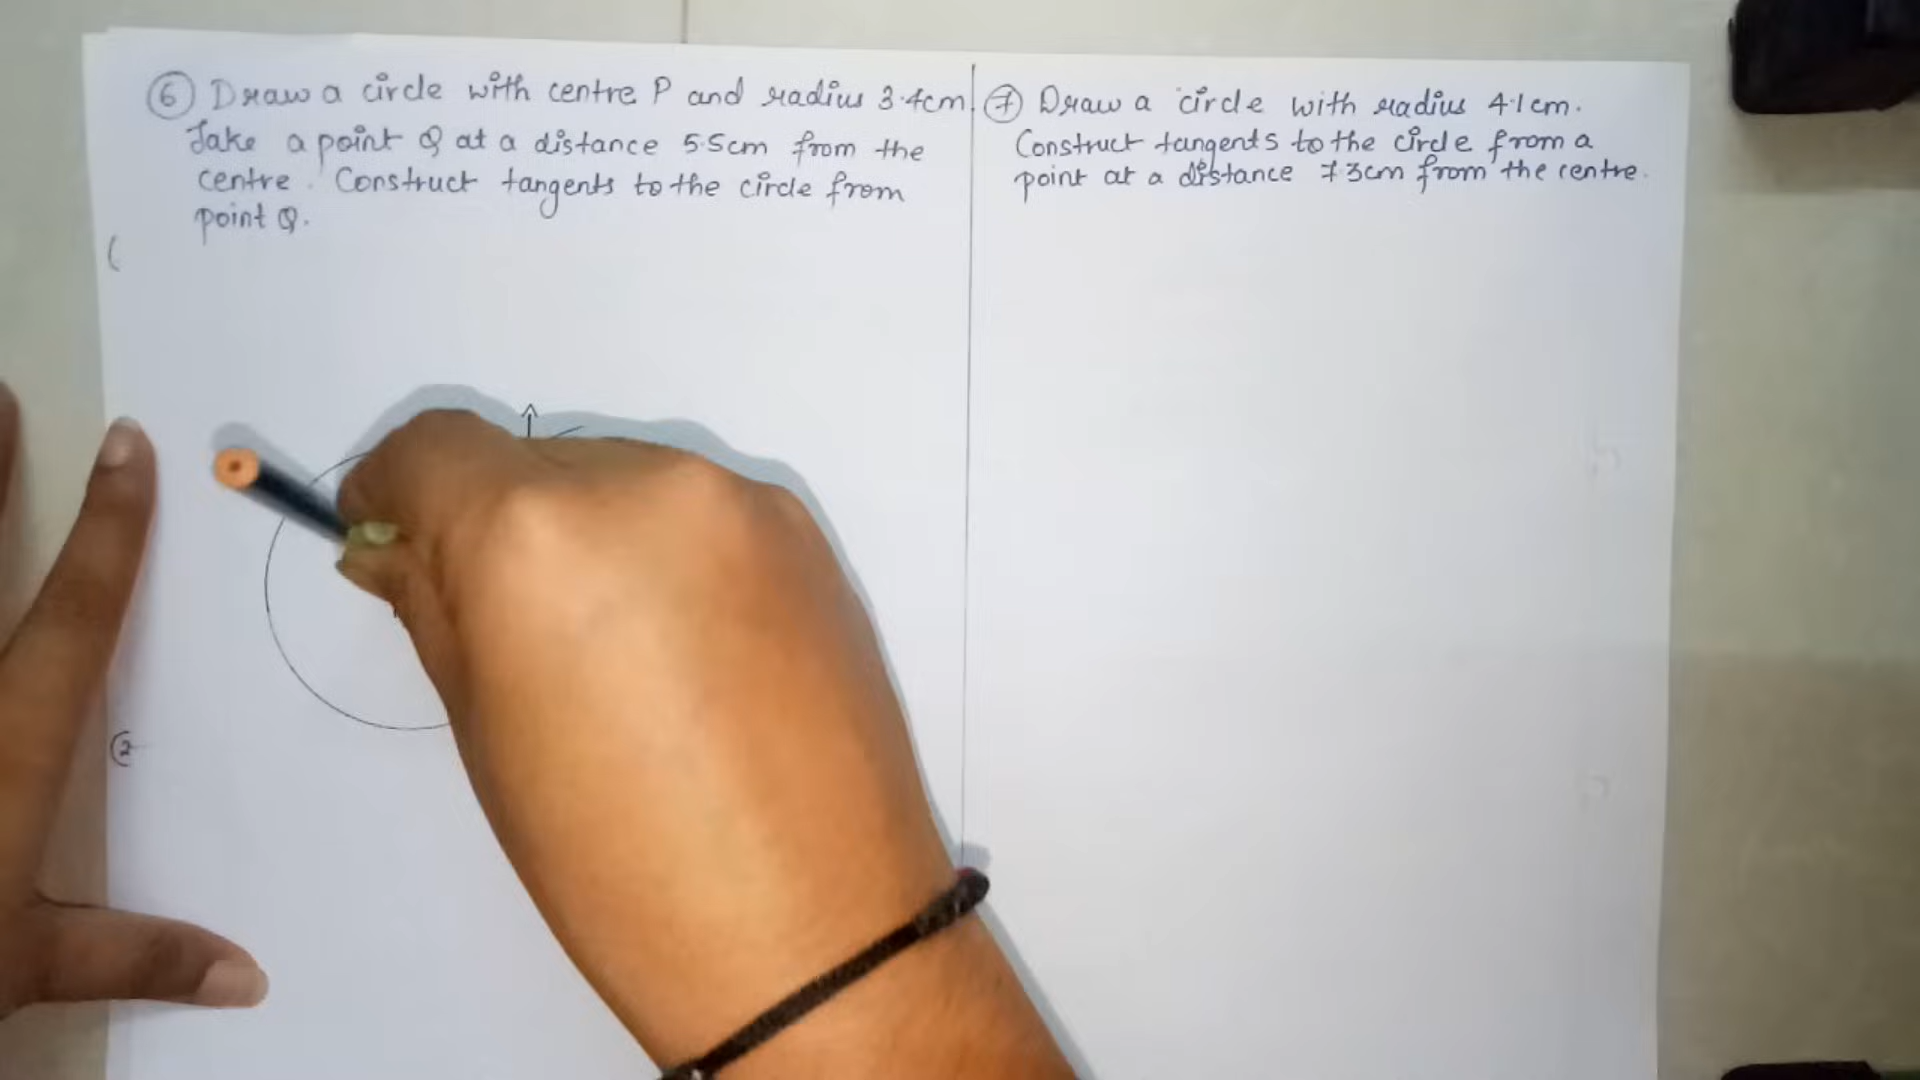 ⑥ Draw a circle with centre P and radius 3.4cm.
Take a point Q at a distance 5.5cm from the
centre. Construct tangents to the circle from
point Q.
(
②
⑦ Draw a circle with radius 4.1cm.
Construct tangents to the circle from a
point at a distance 7.3cm from the centre.